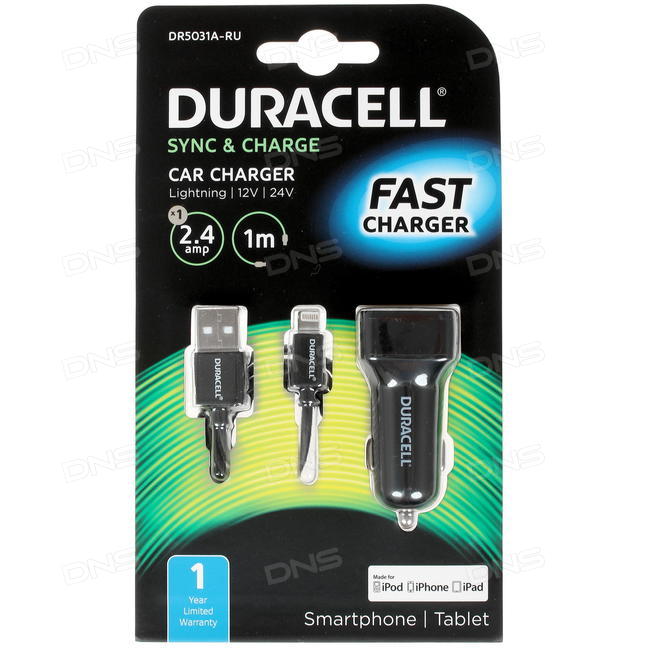 DR5031A-RU
DURACELL®
SYNC & CHARGE
CAR CHARGER
Lightning | 12V | 24V
x1
2.4
amp
1m
FAST
CHARGER
DURACELL®
DURACELL®
DURACELL
1
Year
Limited
Warranty
Made for
iPod iPhone iPad
Smartphone | Tablet
DNS